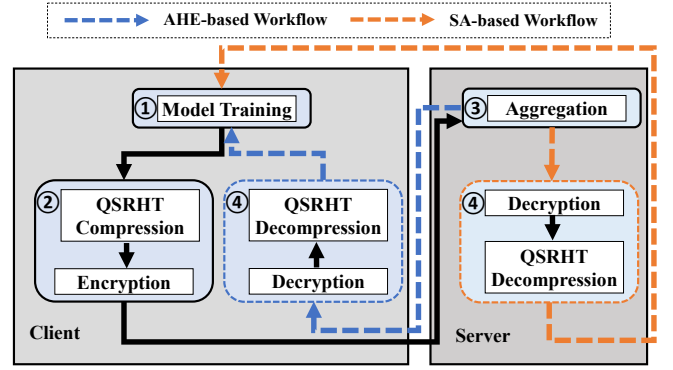 AHE-based Workflow
SA-based Workflow
① Model Training
② QSRHT
Compression
Encryption
④ QSRHT
Decompression
Decryption
Client
③ Aggregation
④ Decryption
QSRHT
Decompression
Server